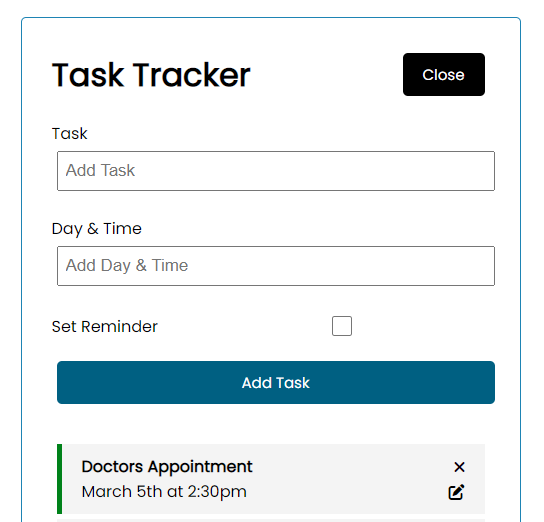 Task Tracker
Close
Task
Add Task
Day & Time
Add Day & Time
Set Reminder
Add Task
Doctors Appointment
March 5th at 2:30pm